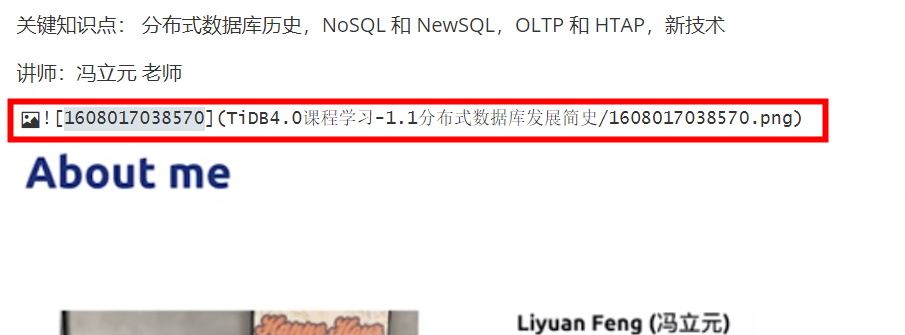 关键知识点： 分布式数据库历史，NoSQL 和 NewSQL，OLTP 和 HTAP，新技术
讲师：冯立元 老师
![1608017038570](TiDB4.0课程学习-1.1分布式数据库发展简史/1608017038570.png)
About me
Liyuan Feng (冯立元)